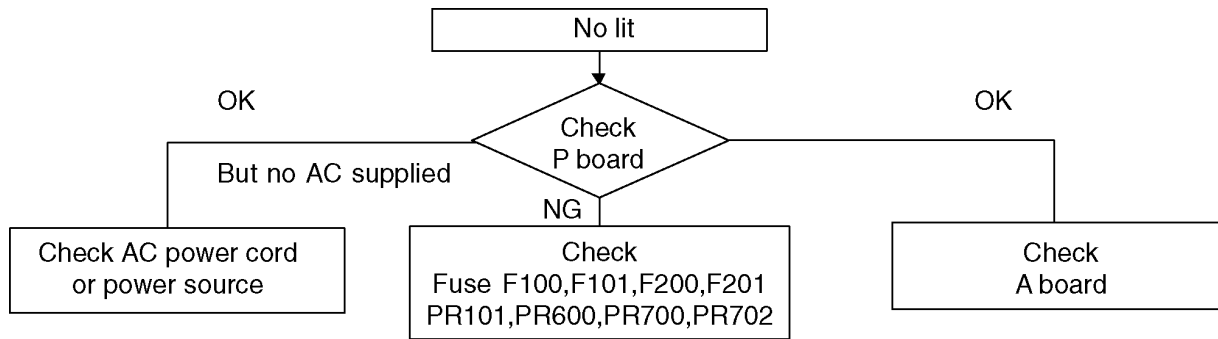 No lit
OK
OK
Check
P board
But no AC supplied
NG
Check AC power cord
or power source
Check
Fuse F100,F101,F200,F201
PR101,PR600,PR700,PR702
Check
A board